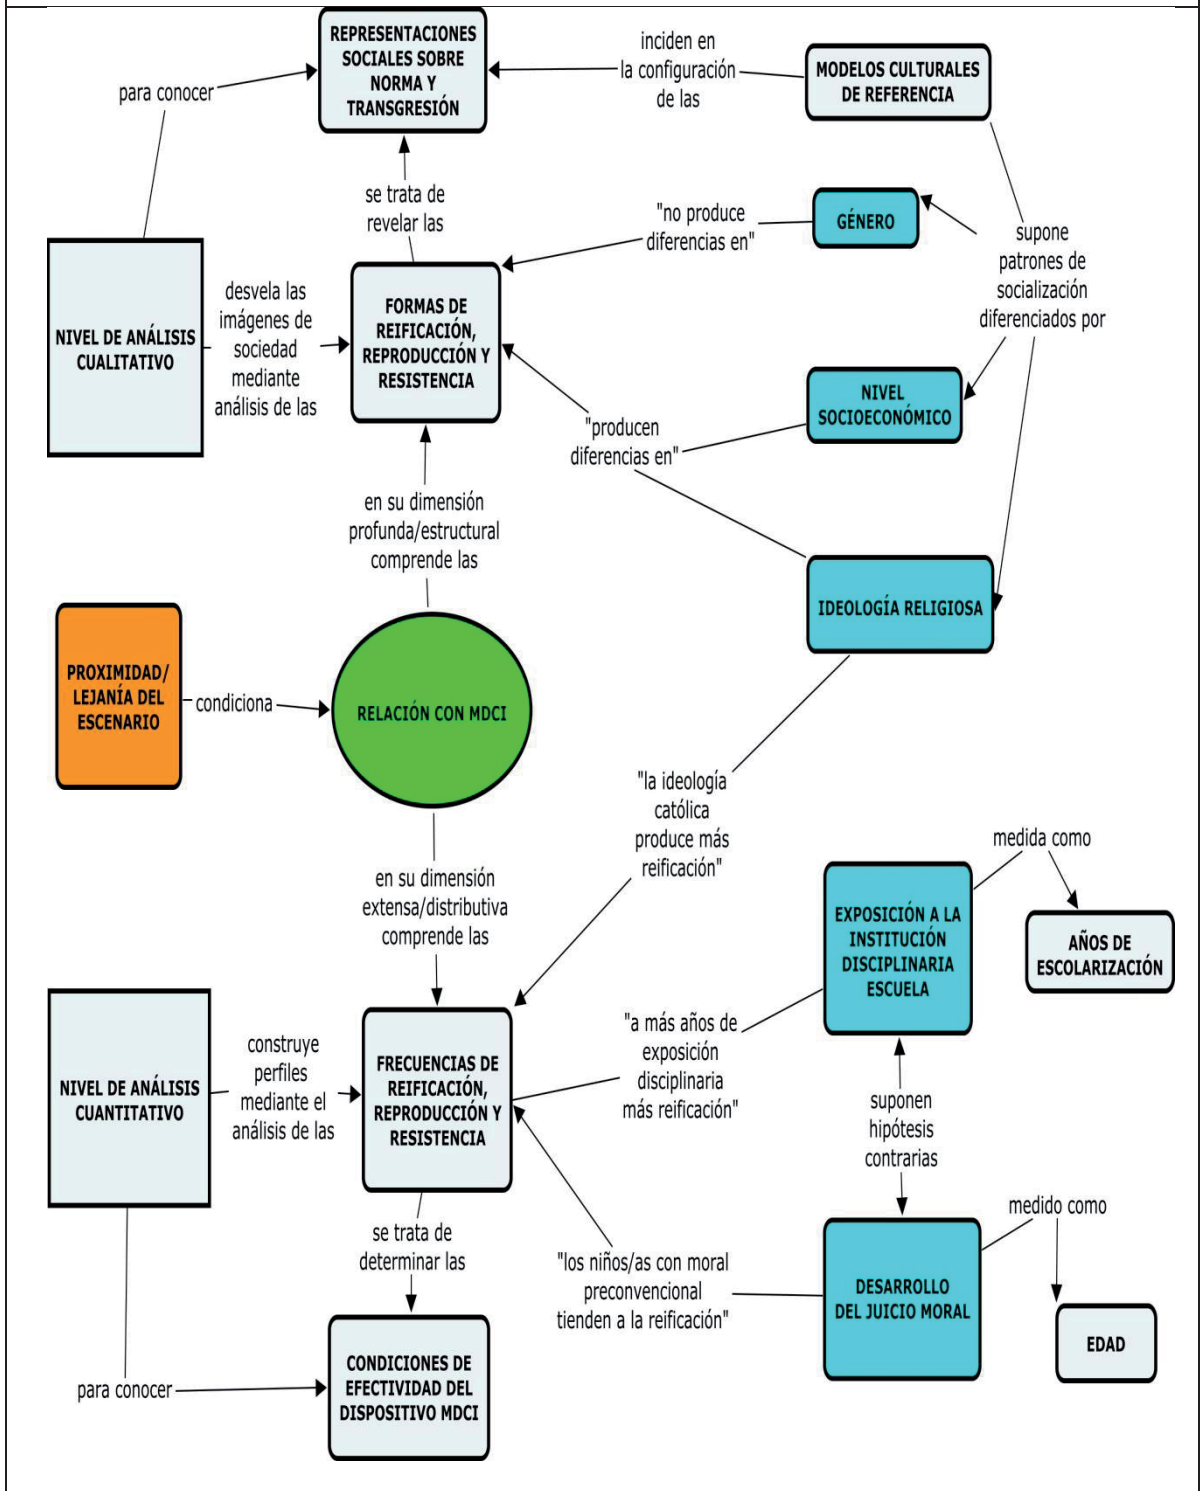 REPRESENTACIONES
SOCIALES SOBRE
NORMA Y
TRANSGRESIÓN
inciden en
la configuración
de las
MODELOS CULTURALES
DE REFERENCIA
para conocer
se trata de
revelar las
"no produce
diferencias en"
GÉNERO
supone
patrones de
socialización
diferenciados por
NIVEL DE ANÁLISIS
CUALITATIVO
desvela las
imágenes de
sociedad
mediante
análisis de las
FORMAS DE
REIFICACIÓN,
REPRODUCCIÓN Y
RESISTENCIA
NIVEL
SOCIOECONÓMICO
"producen
diferencias en"
en su dimensión
profunda/estructural
comprende las
IDEOLOGÍA RELIGIOSA
PROXIMIDAD/
LEJANÍA DEL
ESCENARIO
condiciona
RELACIÓN CON MDCI
"la ideología
católica
produce más
reificación"
en su dimensión
extensa/distributiva
comprende las
medida como
EXPOSICIÓN A LA
INSTITUCIÓN
DISCIPLINARIA
ESCUELA
AÑOS DE
ESCOLARIZACIÓN
NIVEL DE ANÁLISIS
CUANTITATIVO
construye
perfiles
mediante el
análisis de las
FRECUENCIAS DE
REIFICACIÓN,
REPRODUCCIÓN Y
RESISTENCIA
"a más años de
exposición
disciplinaria
más reificación"
suponen
hipótesis
contrarias
se trata de
determinar las
"los niños/as con moral
preconvencional
tienden a la reificación"
DESARROLLO
DEL JUICIO MORAL
medido como
EDAD
para conocer
CONDICIONES DE
EFECTIVIDAD DEL
DISPOSITIVO MDCI